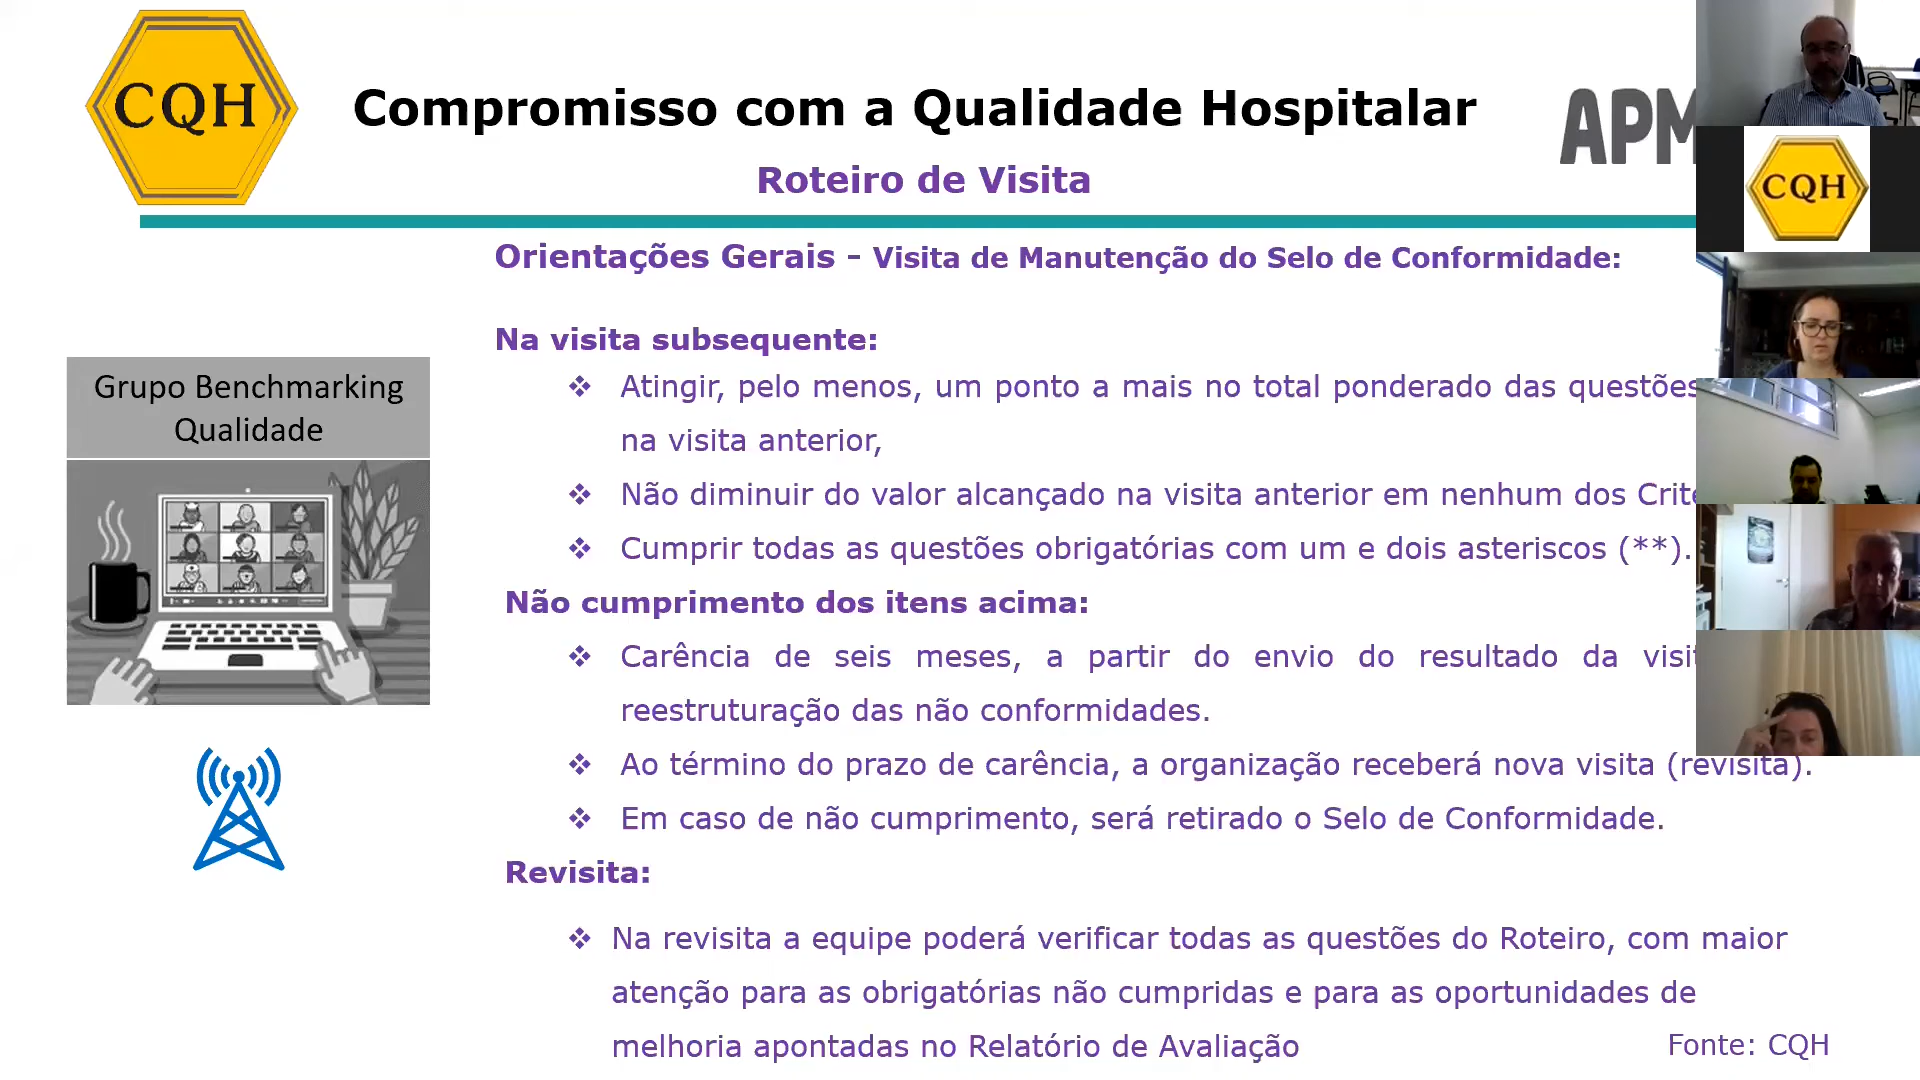 CQH
Compromisso com a Qualidade Hospitalar
APM
Roteiro de Visita
CQH
Orientações Gerais - Visita de Manutenção do Selo de Conformidade:
Na visita subsequente:
Grupo Benchmarking
Qualidade
❖ Atingir, pelo menos, um ponto a mais no total ponderado das questões
na visita anterior,
❖ Não diminuir do valor alcançado na visita anterior em nenhum dos
❖ Cumprir todas as questões obrigatórias com um e dois asteriscos (**).
Não cumprimento dos itens acima:
❖ Carência de seis meses, a partir do envio do resultado da
reestruturação das não conformidades.
❖ Ao término do prazo de carência, a organização receberá nova visita (revisita).
❖ Em caso de não cumprimento, será retirado o Selo de Conformidade.
Revisita:
❖ Na revisita a equipe poderá verificar todas as questões do Roteiro, com maior
atenção para as obrigatórias não cumpridas e para as oportunidades de
melhoria apontadas no Relatório de Avaliação
Fonte: CQH